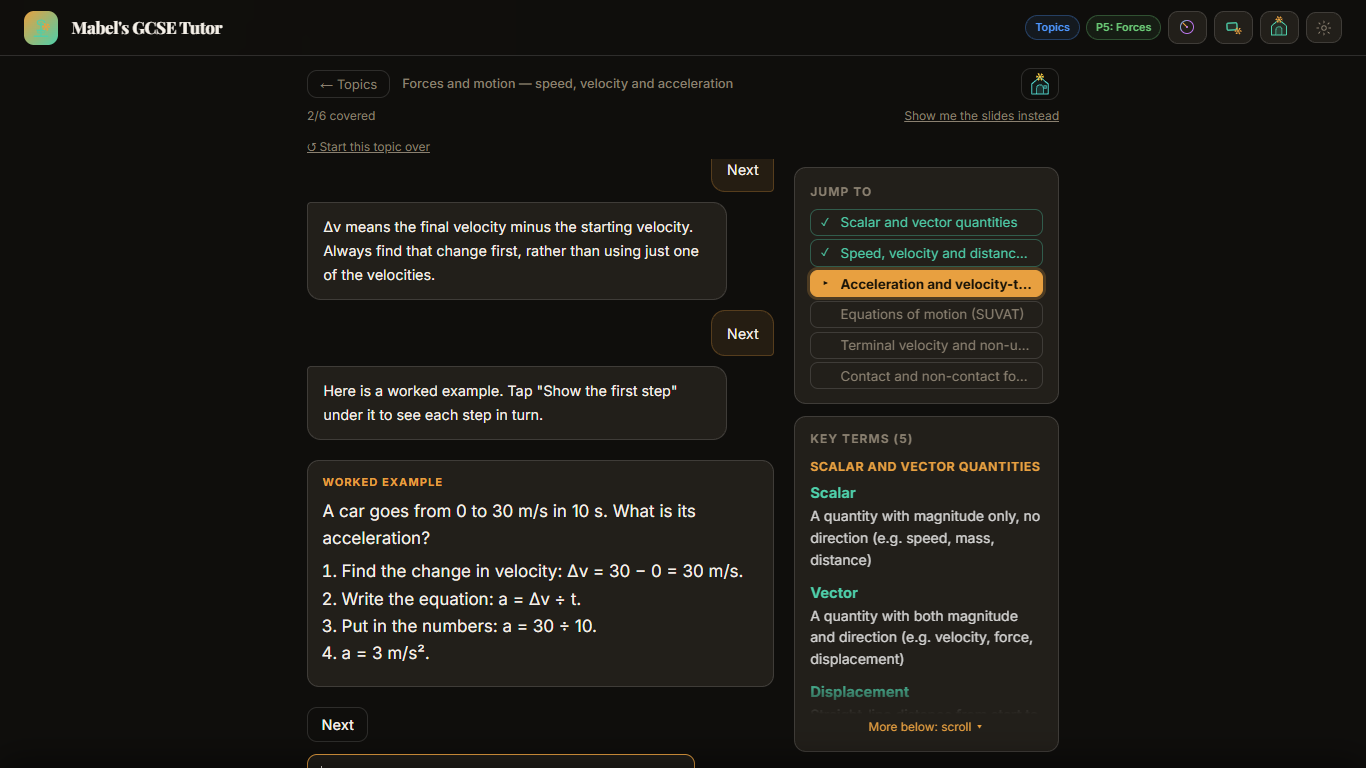 Mabel's GCSE Tutor
Topics
P5: Forces
← Topics
Forces and motion — speed, velocity and acceleration
2/6 covered
Show me the slides instead
↺ Start this topic over
Next
Δv means the final velocity minus the starting velocity.
Always find that change first, rather than using just one
of the velocities.
Next
Here is a worked example. Tap "Show the first step"
under it to see each step in turn.
WORKED EXAMPLE
A car goes from 0 to 30 m/s in 10 s. What is its
acceleration?
1. Find the change in velocity: Δv = 30 − 0 = 30 m/s.
2. Write the equation: a = Δv ÷ t.
3. Put in the numbers: a = 30 ÷ 10.
4. a = 3 m/s².
Next
JUMP TO
✓ Scalar and vector quantities
✓ Speed, velocity and distanc...
▸ Acceleration and velocity-t...
Equations of motion (SUVAT)
Terminal velocity and non-u...
Contact and non-contact fo...
KEY TERMS (5)
SCALAR AND VECTOR QUANTITIES
Scalar
A quantity with magnitude only, no
direction (e.g. speed, mass,
distance)
Vector
A quantity with both magnitude
and direction (e.g. velocity, force,
displacement)
Displacement
More below: scroll ▾